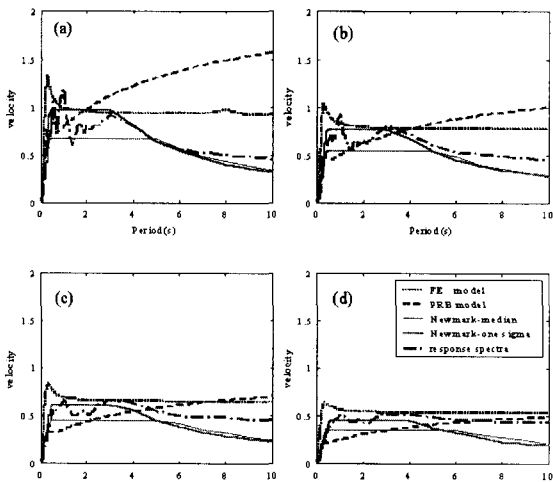 (a)
(b)
2
1.5
1
0.5
0
velocity
0 2 4 6 8 10
Period(s)
2
1.5
1
0.5
0
velocity
0 2 4 6 8 10
Period(s)
(c)
(d)
2
1.5
1
0.5
0
velocity
0 2 4 6 8 10
2
1.5
1
0.5
0
velocity
0 2 4 6 8 10
FE model
PRB model
Newmark-median
Newmark-one sigma
response spectra